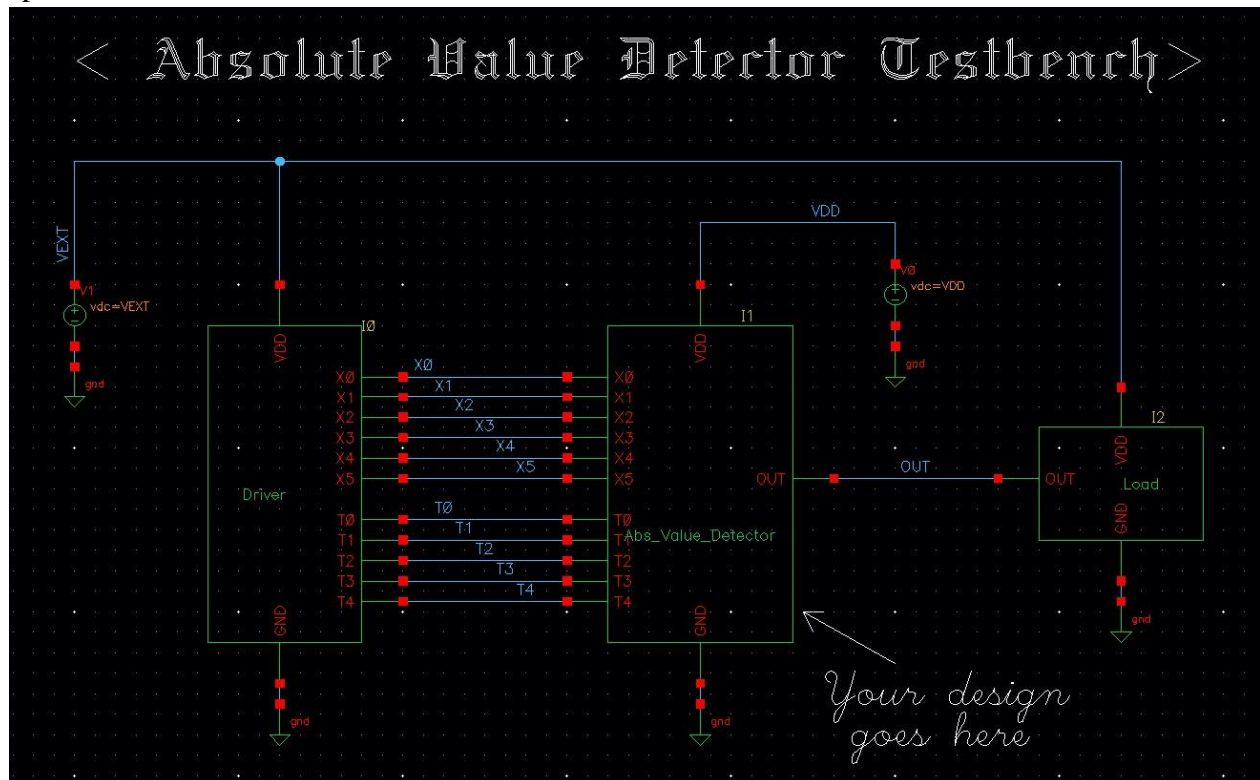 < Absolute Value Detector Testbench>
VDD
VEXT
V1
vdc=VEXT
gnd
V0
vdc=VDD
gnd
I0
VDD
X0
X1
X2
X3
X4
X5
Driver
T0
T1
T2
T3
T4
GND
gnd
X0
X1
X2
X3
X4
X5
T0
T1
T2
T3
T4
I1
VDD
X0
X1
X2
X3
X4
X5
OUT
T0
Abs_Value_Detector
T1
T2
T3
T4
GND
gnd
OUT
I2
VDD
OUT
Load
GND
gnd
Your design
goes here